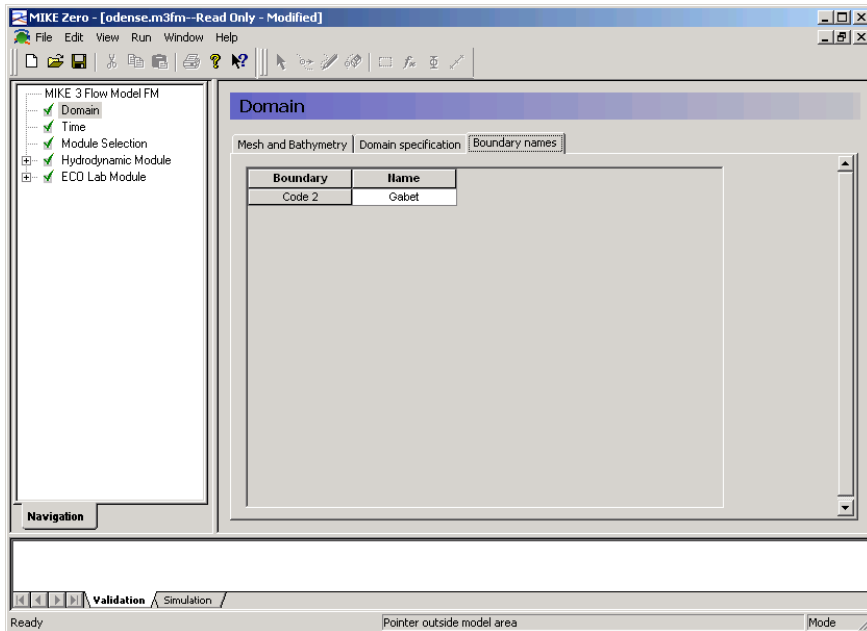 MIKE Zero - [odense.m3fm--Read Only - Modified]
File Edit View Run Window Help
MIKE 3 Flow Model FM
Domain
Time
Module Selection
Hydrodynamic Module
ECO Lab Module
Navigation
Domain
Mesh and Bathymetry Domain specification Boundary names
Boundary Name
Code 2 Gabet
Validation Simulation
Ready Pointer outside model area Mode